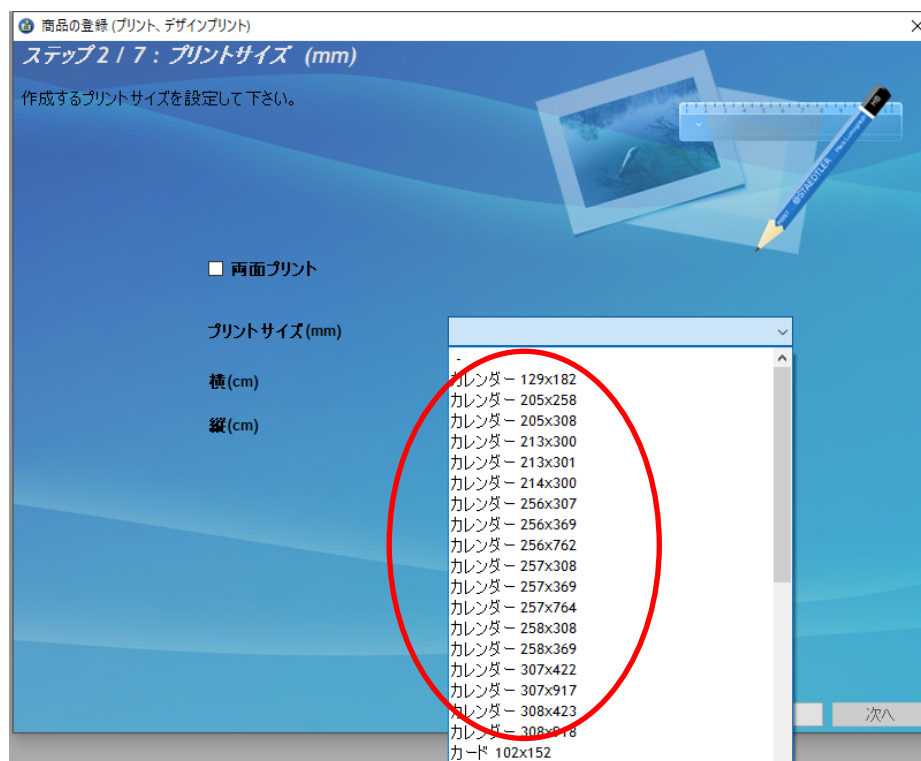 商品の登録 (プリント、デザインプリント)
ステップ2 / 7 : プリントサイズ (mm)
作成するプリントサイズを設定して下さい。
HB
STAEDTLER
両面プリント
プリントサイズ(mm)
横(cm)
縦(cm)
-
カレンダー 129x182
カレンダー 205x258
カレンダー 205x308
カレンダー 213x300
カレンダー 213x301
カレンダー 214x300
カレンダー 256x307
カレンダー 256x369
カレンダー 256x762
カレンダー 257x308
カレンダー 257x369
カレンダー 257x764
カレンダー 258x308
カレンダー 258x369
カレンダー 307x422
カレンダー 307x917
カレンダー 308x423
カレンダー 308x918
カード 102x152
次へ